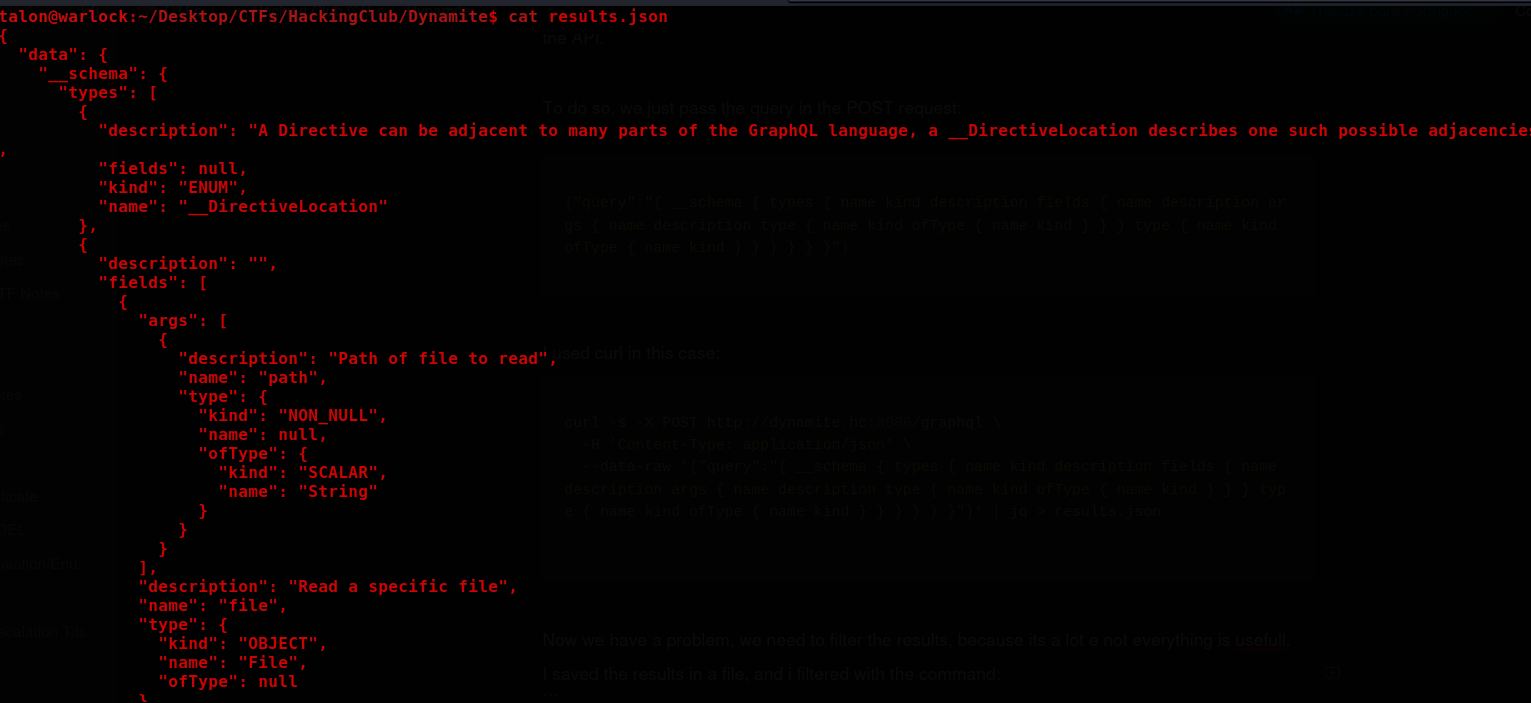 talon@warlock:~/Desktop/CTFs/HackingClub/Dynamite$ cat results.json
{
"data": {
"__schema": {
"types": [
{
"description": "A Directive can be adjacent to many parts of the GraphQL language, a __DirectiveLocation describes one such possible adjacencies
,
"fields": null,
"kind": "ENUM",
"name": "__DirectiveLocation"
},
{
"description": "",
"fields": [
{
"args": [
{
"description": "Path of file to read",
"name": "path",
"type": {
"kind": "NON_NULL",
"name": null,
"ofType": {
"kind": "SCALAR",
"name": "String"
}
}
}
],
"description": "Read a specific file",
"name": "file",
"type": {
"kind": "OBJECT",
"name": "File",
"ofType": null
}
the API.
To do so, we just pass the query in the POST request:
{"query":"{ __schema { types { name kind description fields { name description ar
gs { name description type { name kind ofType { name kind } } } type { name kind
ofType { name kind } } } } } }"}
used curl in this case:
curl -s -X POST http://dynamite.hc:8000/graphql \
-H "Content-Type: application/json" \
--data-raw '{"query":"{ __schema { types { name kind description fields { name
description args { name description type { name kind ofType { name kind } } } typ
e { name kind ofType { name kind } } } } } }"}' | jq > results.json
Now we have a problem, we need to filter the results, because its a lot e not everything is usefull.
I saved the results in a file, and i filtered with the command: